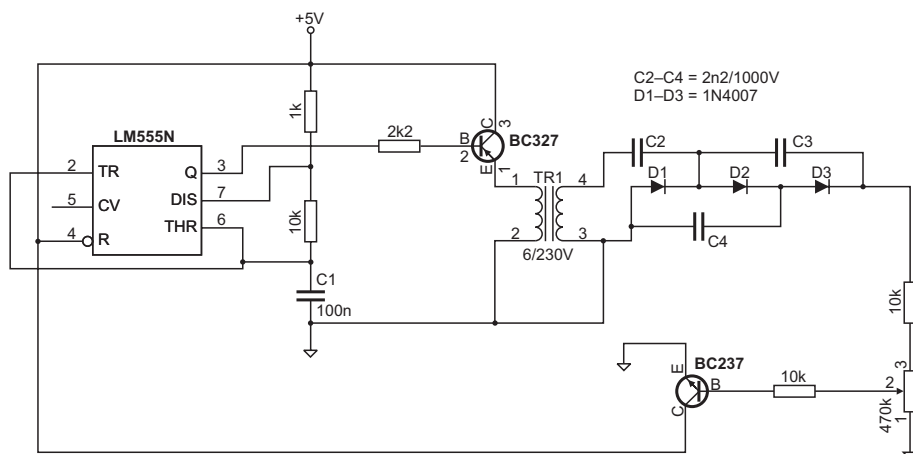 +5V
C2–C4 = 2n2/1000V
D1–D3 = 1N4007
1k
C
3
LM555N
2k2
B
2
BC327
C2
C3
2
TR
Q
3
E
1
TR1
1
4
D1
D2
D3
5
CV
DIS
7
THR
6
10k
4
R
2
3
C4
6/230V
C1
100n
10k
BC237
E
B
C
10k
3
2
1
470k